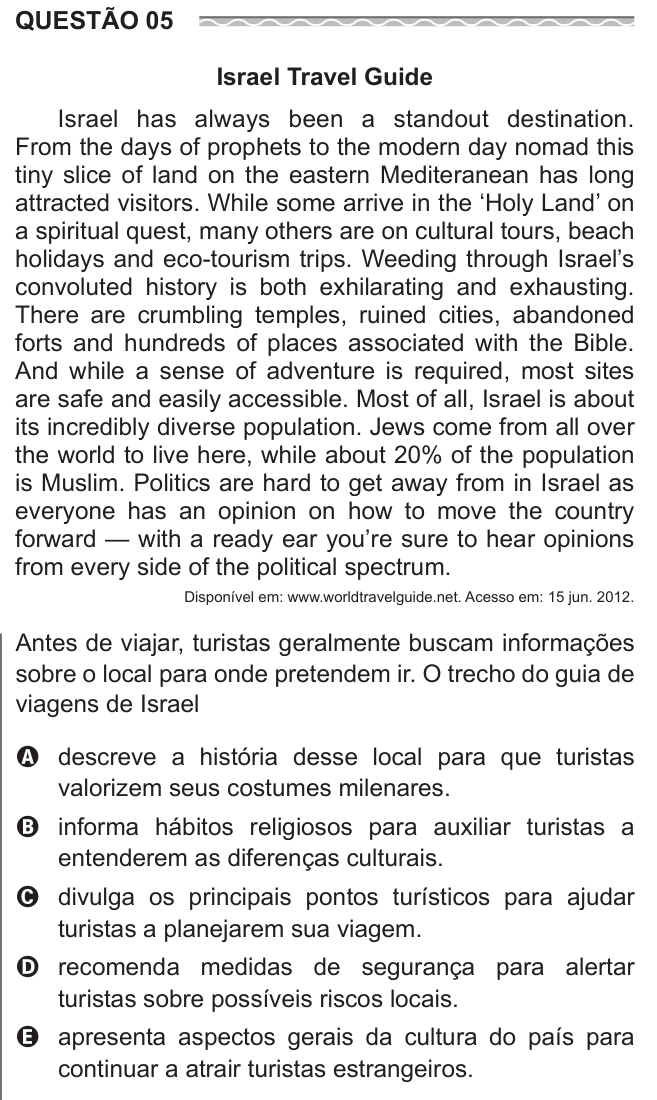 QUESTÃO 05
Israel Travel Guide
Israel has always been a standout destination.
From the days of prophets to the modern day nomad this
tiny slice of land on the eastern Mediteranean has long
attracted visitors. While some arrive in the ‘Holy Land’ on
a spiritual quest, many others are on cultural tours, beach
holidays and eco-tourism trips. Weeding through Israel’s
convoluted history is both exhilarating and exhausting.
There are crumbling temples, ruined cities, abandoned
forts and hundreds of places associated with the Bible.
And while a sense of adventure is required, most sites
are safe and easily accessible. Most of all, Israel is about
its incredibly diverse population. Jews come from all over
the world to live here, while about 20% of the population
is Muslim. Politics are hard to get away from in Israel as
everyone has an opinion on how to move the country
forward — with a ready ear you’re sure to hear opinions
from every side of the political spectrum.
Disponível em: www.worldtravelguide.net. Acesso em: 15 jun. 2012.
Antes de viajar, turistas geralmente buscam informações
sobre o local para onde pretendem ir. O trecho do guia de
viagens de Israel
A descreve a história desse local para que turistas
valorizem seus costumes milenares.
B informa hábitos religiosos para auxiliar turistas a
entenderem as diferenças culturais.
C divulga os principais pontos turísticos para ajudar
turistas a planejarem sua viagem.
D recomenda medidas de segurança para alertar
turistas sobre possíveis riscos locais.
E apresenta aspectos gerais da cultura do país para
continuar a atrair turistas estrangeiros.